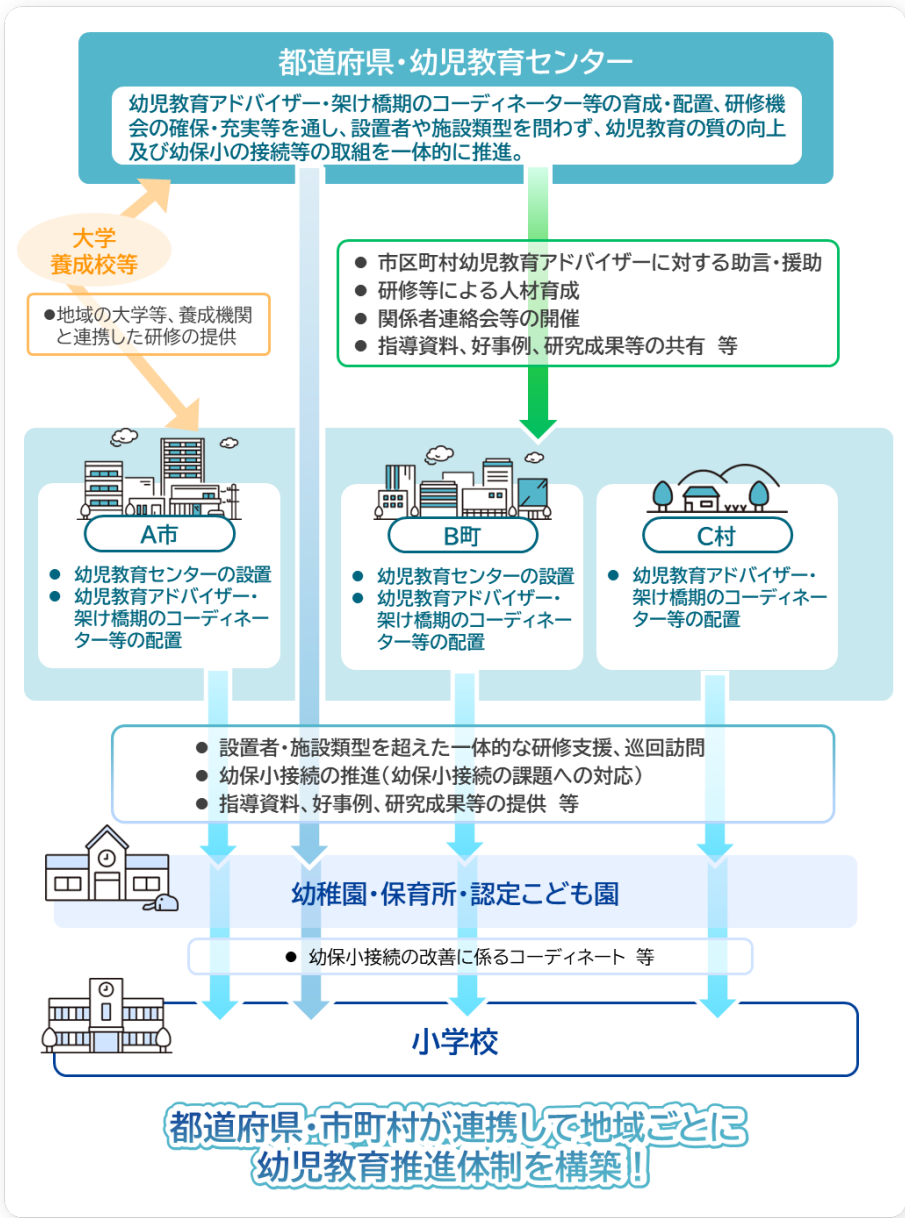 都道府県・幼児教育センター
幼児教育アドバイザー・架け橋期のコーディネーター等の育成・配置、研修機
会の確保・充実等を通し、設置者や施設類型を問わず、幼児教育の質の向上
及び幼保小の接続等の取組を一体的に推進。
大学
養成校等
●地域の大学等、養成機関
と連携した研修の提供
● 市区町村幼児教育アドバイザーに対する助言・援助
● 研修等による人材育成
● 関係者連絡会等の開催
● 指導資料、好事例、研究成果等の共有 等
A市
● 幼児教育センターの設置
● 幼児教育アドバイザー・
架け橋期のコーディネー
ター等の配置
B町
● 幼児教育センターの設置
● 幼児教育アドバイザー・
架け橋期のコーディネ
ーター等の配置
C村
● 幼児教育アドバイザー・
架け橋期のコーディネー
ター等の配置
● 設置者・施設類型を超えた一体的な研修支援、巡回訪問
● 幼保小接続の推進(幼保小接続の課題への対応)
● 指導資料、好事例、研究成果等の提供 等
幼稚園・保育所・認定こども園
● 幼保小接続の改善に係るコーディネート 等
小学校
都道府県・市町村が連携して地域ごとに
幼児教育推進体制を構築!